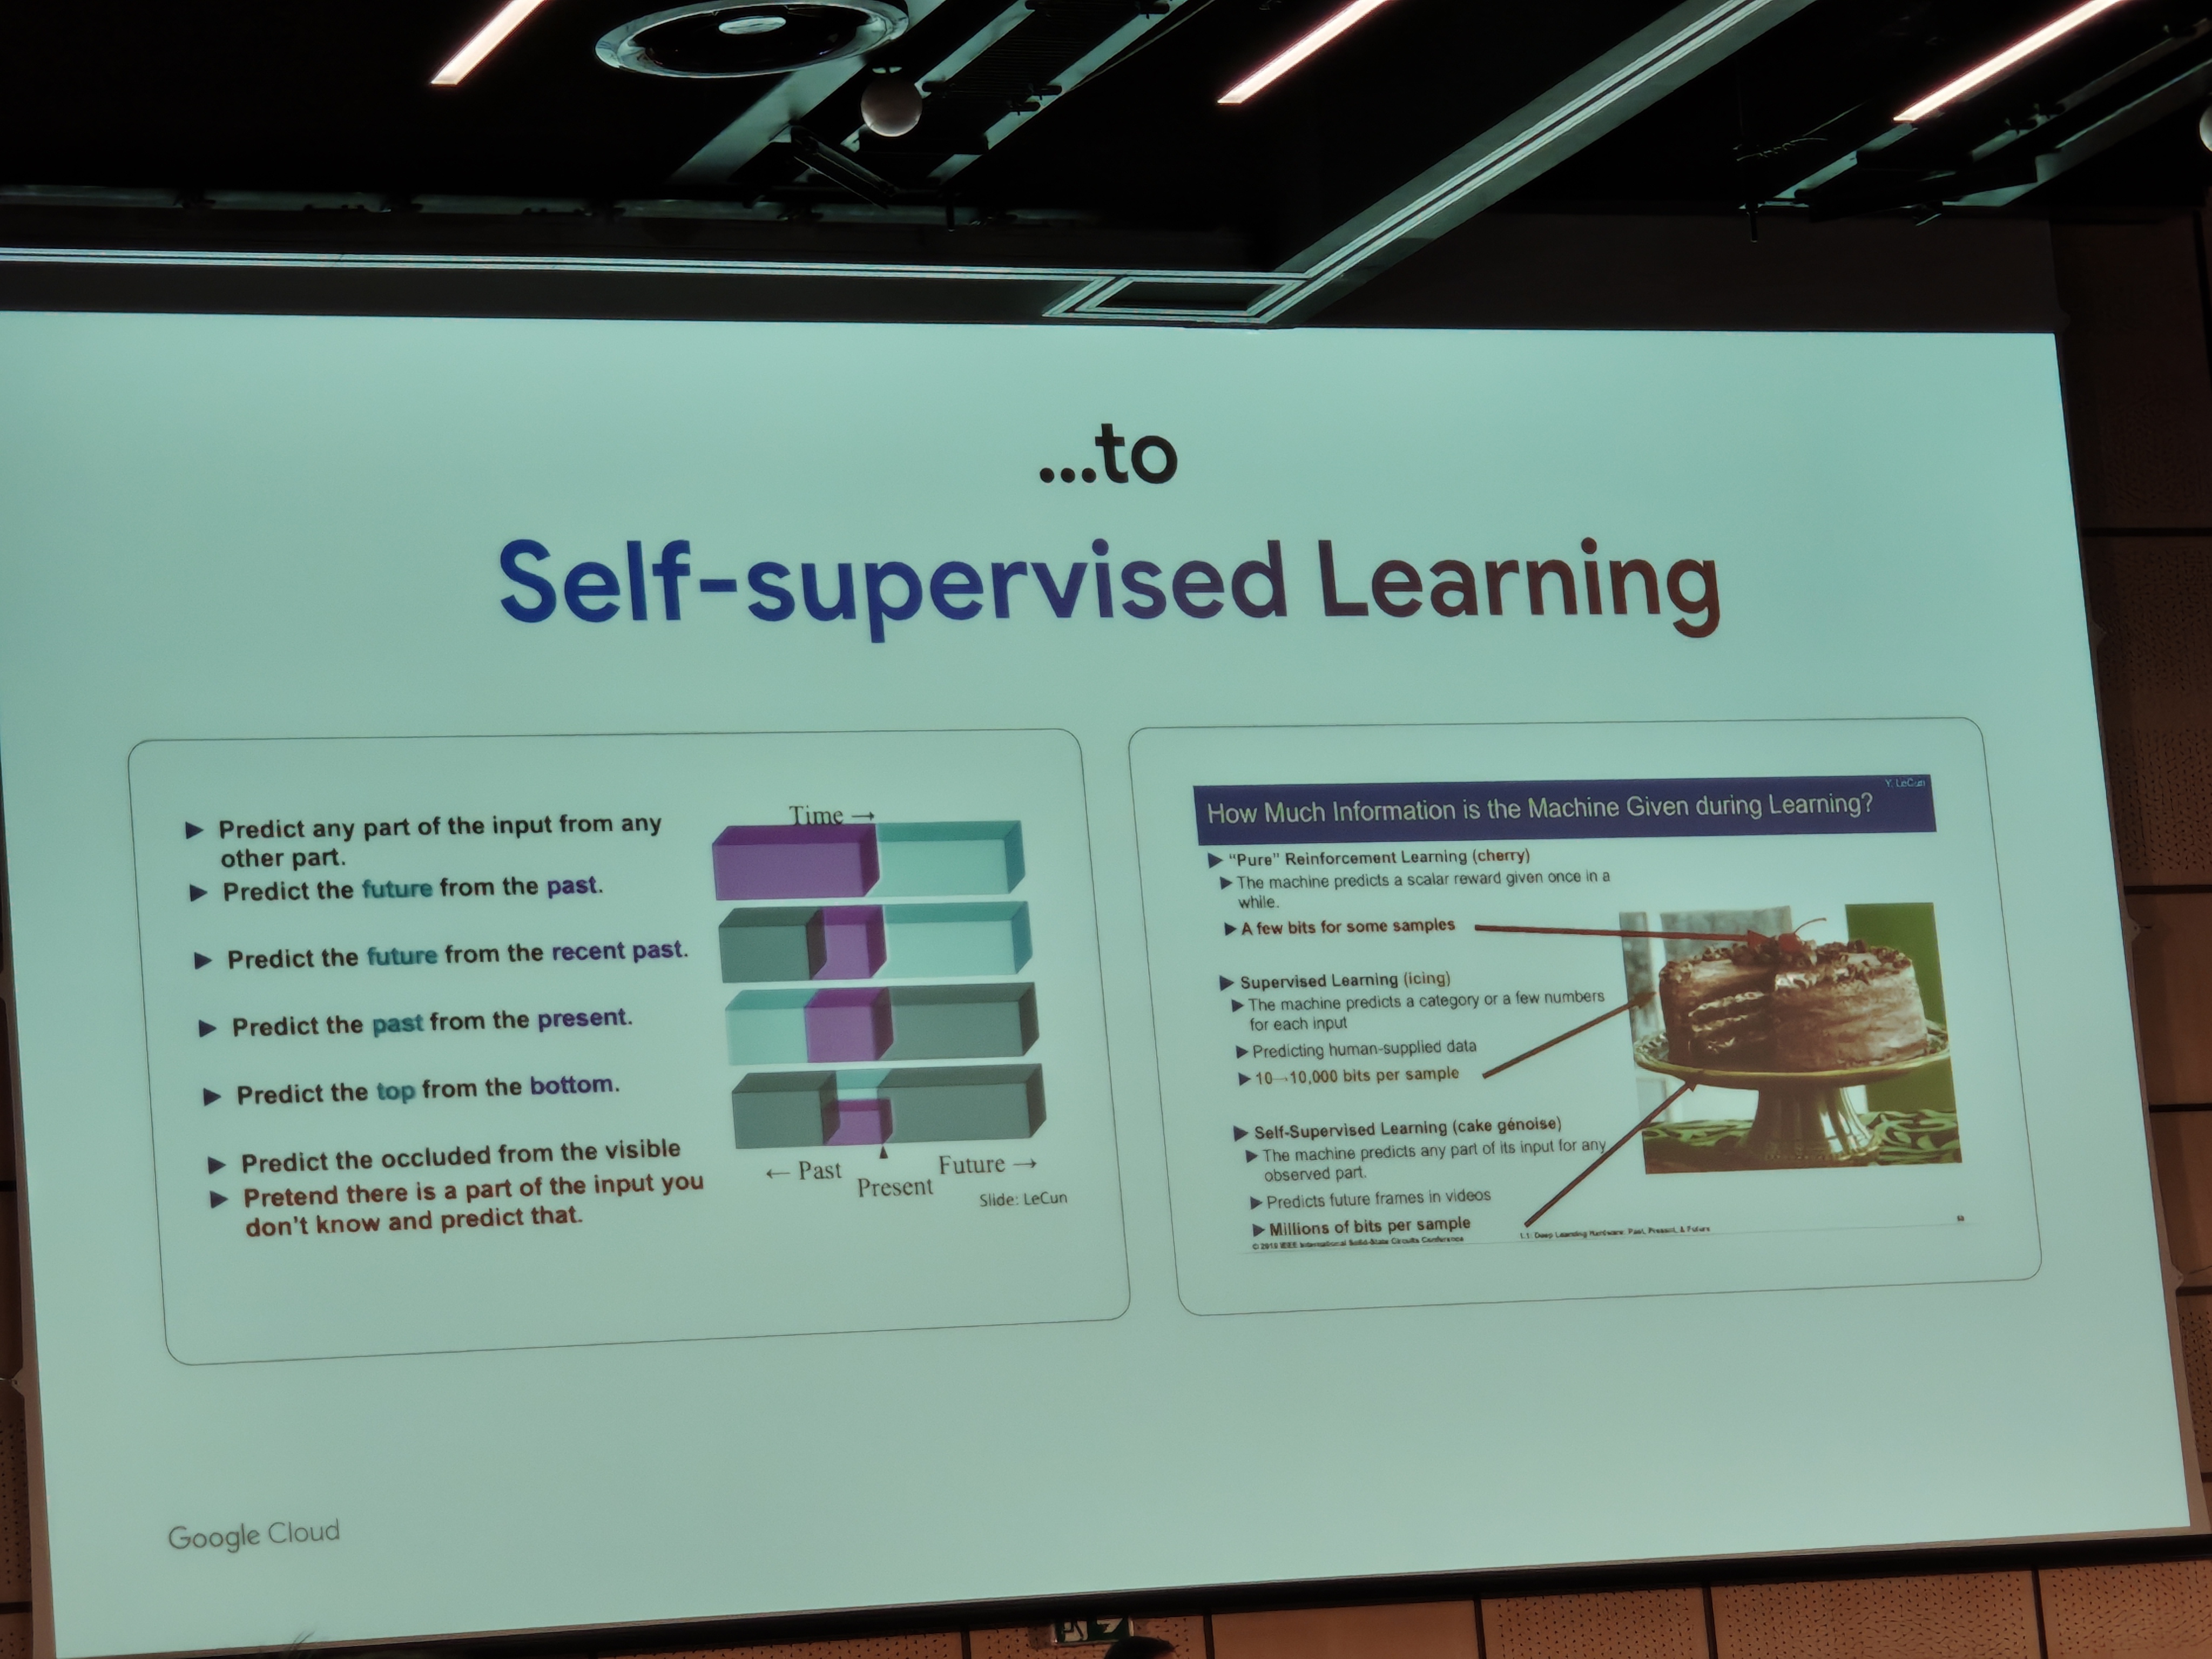 ...to
Self-supervised Learning
▶ Predict any part of the input from any
other part.
▶ Predict the future from the past.
▶ Predict the future from the recent past.
▶ Predict the past from the present.
▶ Predict the top from the bottom.
▶ Predict the occluded from the visible
▶ Pretend there is a part of the input you
don't know and predict that.
Time →
← Past
Present
Future →
Slide: LeCun
Y. LeCun
How Much Information is the Machine Given during Learning?
▶ "Pure" Reinforcement Learning (cherry)
▶ The machine predicts a scalar reward given once in a
while.
▶ A few bits for some samples
▶ Supervised Learning (icing)
▶ The machine predicts a category or a few numbers
for each input
▶ Predicting human-supplied data
▶ 10→10,000 bits per sample
▶ Self-Supervised Learning (cake génoise)
▶ The machine predicts any part of its input for any
observed part.
▶ Predicts future frames in videos
▶ Millions of bits per sample
© 2019 IEEE International Solid-State Circuits Conference
1.1: Deep Learning Hardware: Past, Present, & Future
Google Cloud